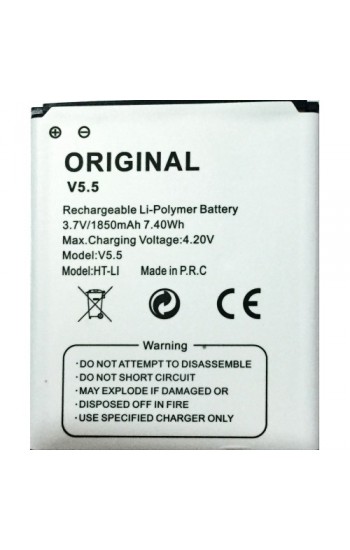 ORIGINAL
V5.5
Rechargeable Li-Polymer Battery
3.7V/1850mAh 7.40Wh
Max.Charging Voltage:4.20V
Model:V5.5
Model:HT-LI Made in P.R.C
CE
Warning
·DO NOT ATTEMPT TO DISASSEMBLE
·DO NOT SHORT CIRCUIT
·MAY EXPLODE IF DAMAGED OR
·DISPOSED OFF IN FIRE
·USE SPECIFIED CHARGER ONLY